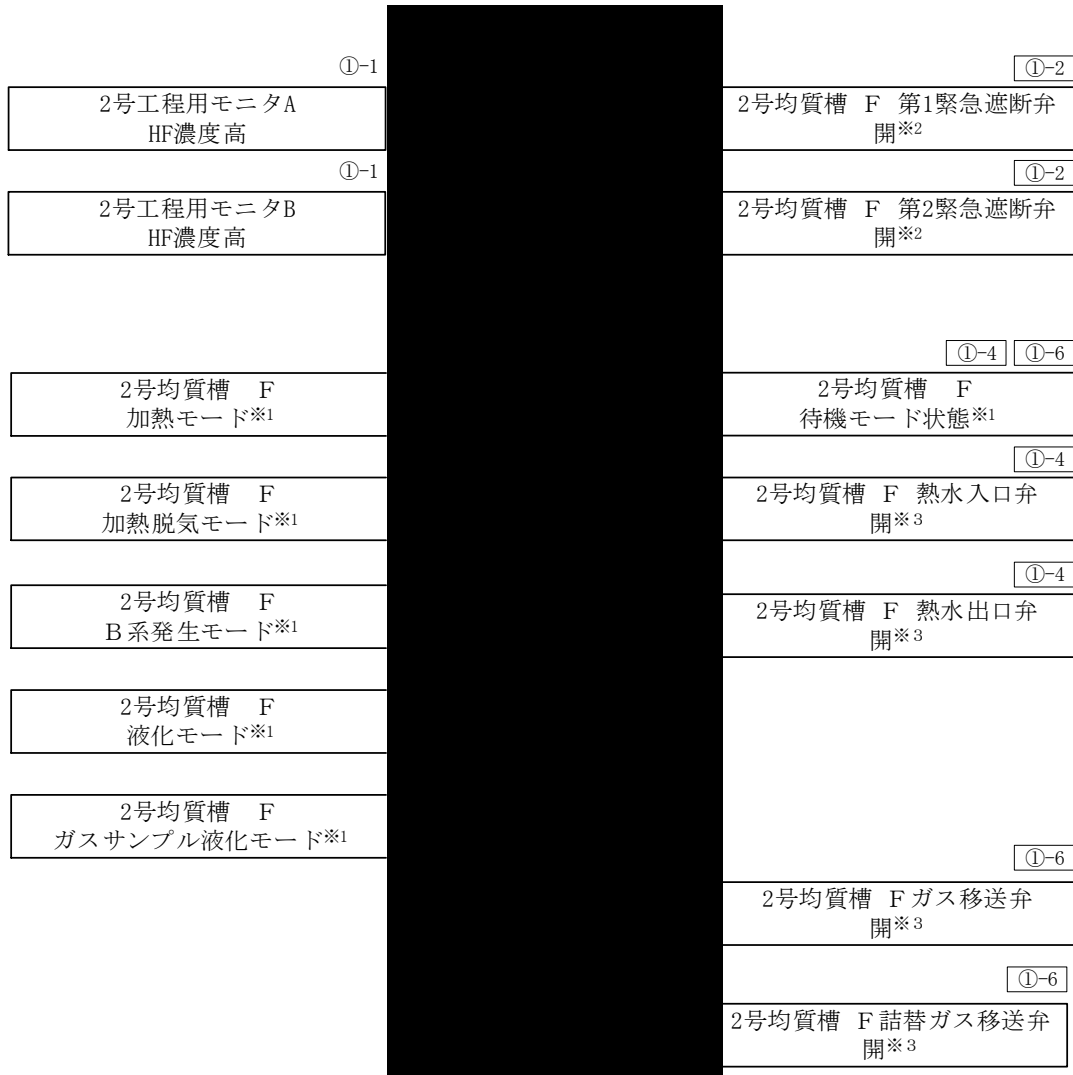 ①-1
2号工程用モニタA
HF濃度高
①-1
2号工程用モニタB
HF濃度高
2号均質槽　F
加熱モード※1
2号均質槽　F
加熱脱気モード※1
2号均質槽　F
B系発生モード※1
2号均質槽　F
液化モード※1
2号均質槽　F
ガスサンプル液化モード※1
①-2
2号均質槽 F 第1緊急遮断弁
開※2
①-2
2号均質槽 F 第2緊急遮断弁
開※2
①-4 ①-6
2号均質槽　F
待機モード状態※1
①-4
2号均質槽 F 熱水入口弁
開※3
①-4
2号均質槽 F 熱水出口弁
開※3
①-6
2号均質槽 Fガス移送弁
開※3
①-6
2号均質槽 F詰替ガス移送弁
開※3